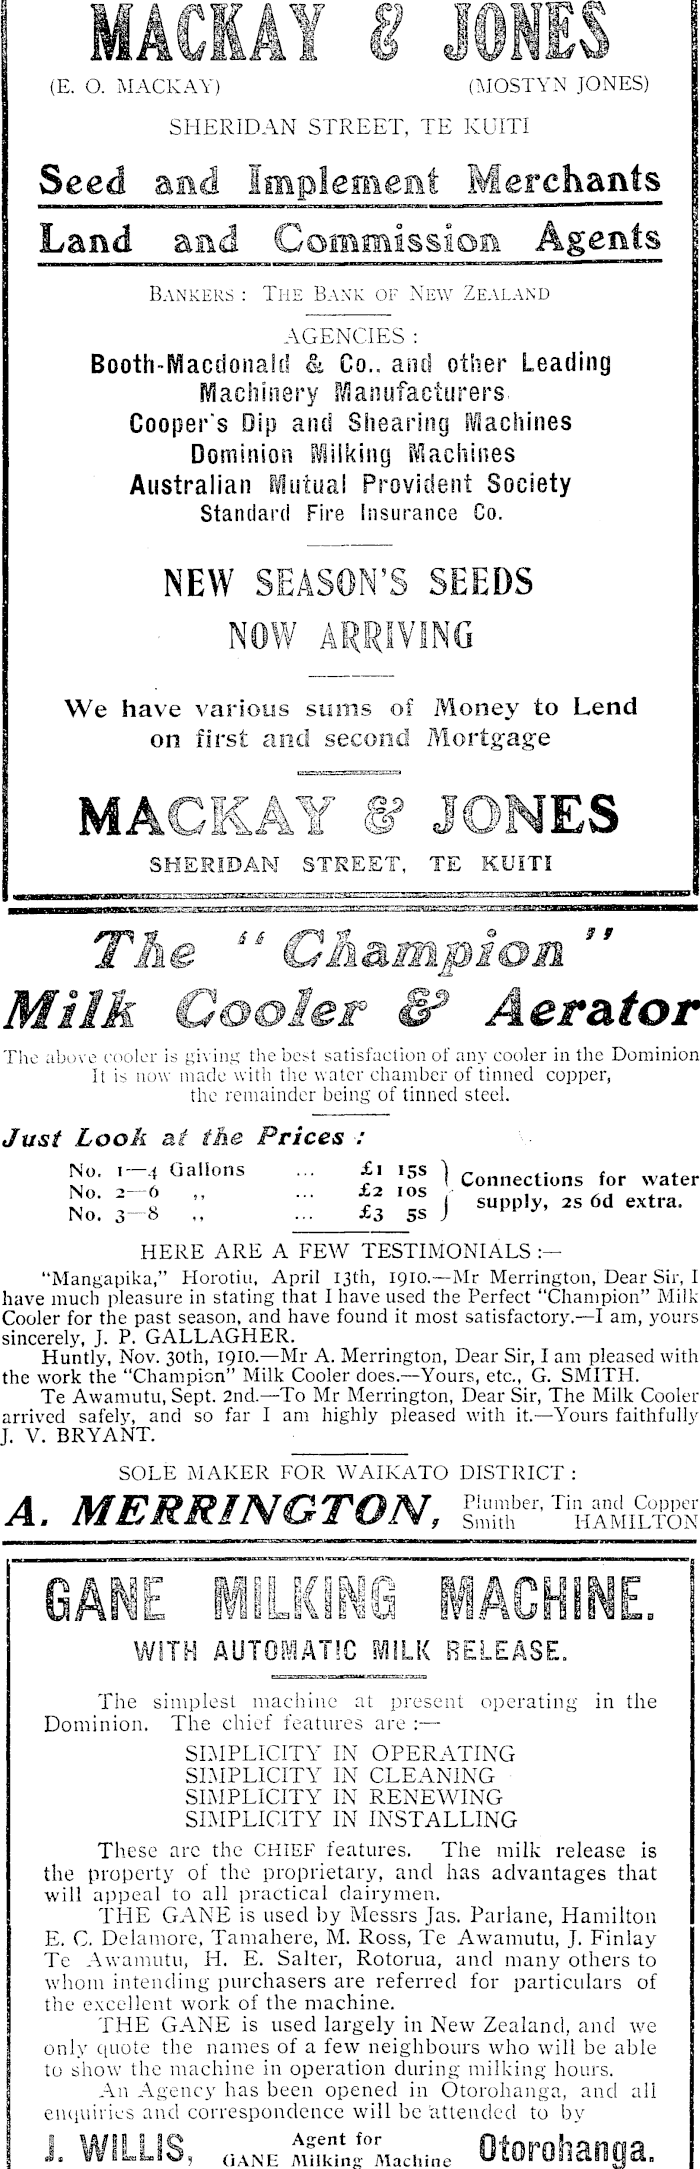 MACKAY & JONES
(E. O. MACKAY) (MOSTYN JONES)
SHERIDAN STREET, TE KUITI
Seed and Implement Merchants
Land and Commission Agents
BANKERS: THE BANK OF NEW ZEALAND
AGENCIES:
Booth-Macdonald & Co., and other Leading
Machinery Manufacturers
Cooper's Dip and Shearing Machines
Dominion Milking Machines
Australian Mutual Provident Society
Standard Fire Insurance Co.
NEW SEASON'S SEEDS
NOW ARRIVING
We have various sums of Money to Lend
on first and second Mortgage
MACKAY & JONES
SHERIDAN STREET, TE KUITI
The "Champion"
Milk Cooler & Aerator
The above cooler is giving the best satisfaction of any cooler in the Dominion
It is now made with the water chamber of tinned copper,
the remainder being of tinned steel.
Just Look at the Prices:
No. 1—4 Gallons ... £1 15s
No. 2—6 ,, ... £2 10s
No. 3—8 ,, ... £3 5s
Connections for water
supply, 2s 6d extra.
HERE ARE A FEW TESTIMONIALS:—
"Mangapika," Horotiu, April 13th, 1910.—Mr Merrington, Dear Sir, I
have much pleasure in stating that I have used the Perfect "Champion" Milk
Cooler for the past season, and have found it most satisfactory.—I am, yours
sincerely, J. P. GALLAGHER.
Huntly, Nov. 30th, 1910.—Mr A. Merrington, Dear Sir, I am pleased with
the work the "Champion" Milk Cooler does.—Yours, etc., G. SMITH.
Te Awamutu, Sept. 2nd.—To Mr Merrington, Dear Sir, The Milk Cooler
arrived safely, and so far I am highly pleased with it.—Yours faithfully
J. V. BRYANT.
SOLE MAKER FOR WAIKATO DISTRICT:
A. MERRINGTON, Plumber, Tin and Copper
Smith HAMILTON
GANE MILKING MACHINE.
WITH AUTOMATIC MILK RELEASE.
The simplest machine at present operating in the
Dominion. The chief features are:—
SIMPLICITY IN OPERATING
SIMPLICITY IN CLEANING
SIMPLICITY IN RENEWING
SIMPLICITY IN INSTALLING
These are the CHIEF features. The milk release is
the property of the proprietary, and has advantages that
will appeal to all practical dairymen.
THE GANE is used by Messrs Jas. Parlane, Hamilton
E. C. Delamore, Tamahere, M. Ross, Te Awamutu, J. Finlay
Te Awamutu, H. E. Salter, Rotorua, and many others to
whom intending purchasers are referred for particulars of
the excellent work of the machine.
THE GANE is used largely in New Zealand, and we
only quote the names of a few neighbours who will be able
to show the machine in operation during milking hours.
An Agency has been opened in Otorohanga, and all
enquiries and correspondence will be attended to by
J. WILLIS, Agent for
GANE Milking Machine Otorohanga.